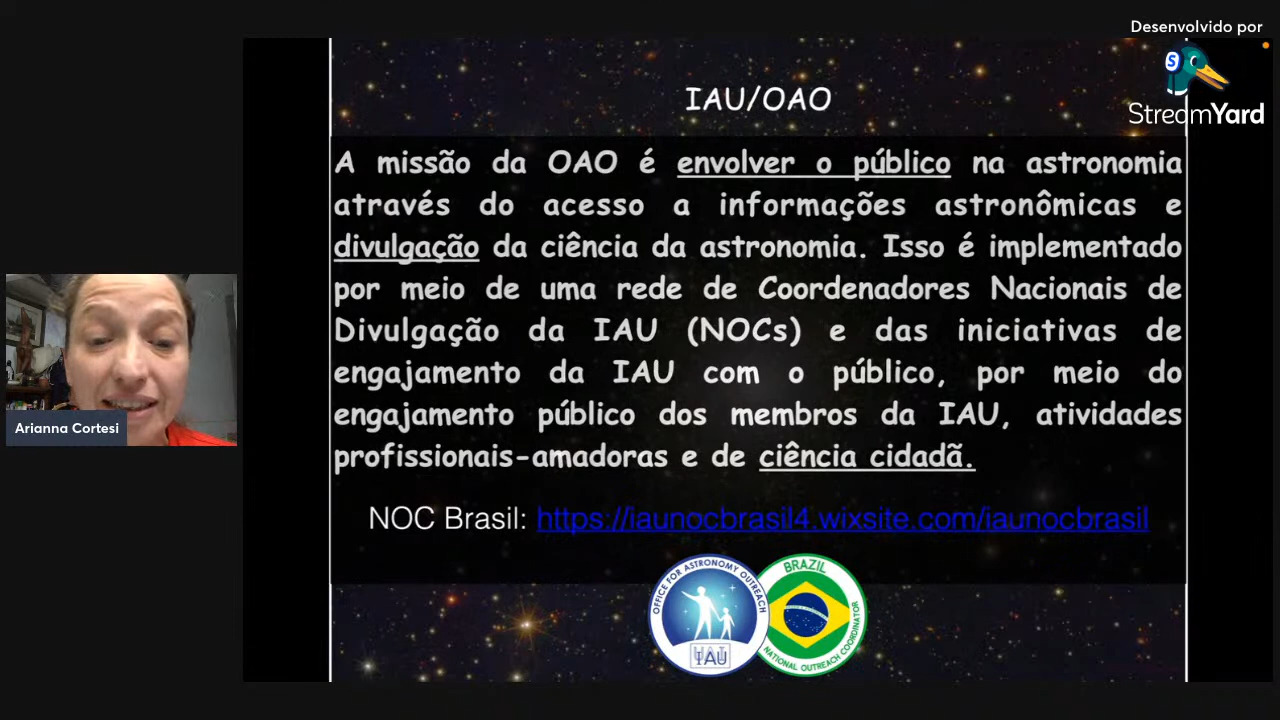 Desenvolvido por
StreamYard
IAU/OAO
A missão da OAO é envolver o público na astronomia
através do acesso a informações astronômicas e
divulgação da ciência da astronomia. Isso é implementado
por meio de uma rede de Coordenadores Nacionais de
Divulgação da IAU (NOCs) e das iniciativas de
engajamento da IAU com o público, por meio do
engajamento público dos membros da IAU, atividades
profissionais-amadoras e de ciência cidadã.
Arianna Cortesi
NOC Brasil: https://iaunocbrasil4.wixsite.com/iaunocbrasil
OFFICE FOR ASTRONOMY OUTREACH
IAU
BRAZIL
NATIONAL OUTREACH COORDINATOR